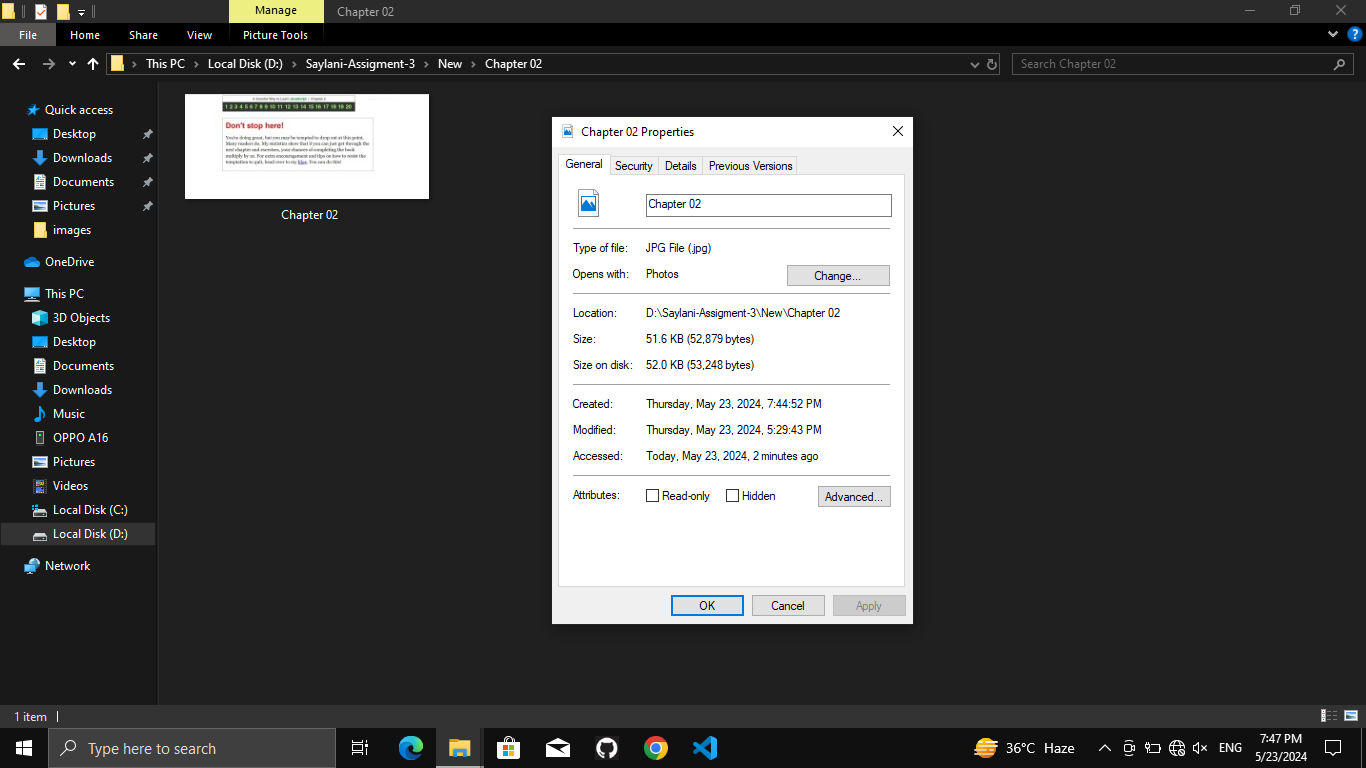 Manage
Chapter 02
File
Home
Share
View
Picture Tools
This PC
Local Disk (D:)
Saylani-Assigment-3
New
Chapter 02
Search Chapter 02
Quick access
Desktop
Downloads
Documents
Pictures
images
OneDrive
This PC
3D Objects
Desktop
Documents
Downloads
Music
OPPO A16
Pictures
Videos
Local Disk (C:)
Local Disk (D:)
Network
1 2 3 4 5 6 7 8 9 10 11 12 13 14 15 16 17 18 19 20
Don't stop here!
You're doing great, but you may be tempted to drop out at this point.
Many readers do. My statistics show that if you can just get through the
next chapter and exercises, your chances of completing the book
multiply by 10. For extra encouragement and tips on how to resist the
temptation to quit, head over to my blog. You can do this!
Chapter 02
Chapter 02 Properties
General
Security
Details
Previous Versions
Chapter 02
Type of file: JPG File (.jpg)
Opens with: Photos
Change...
Location: D:\Saylani-Assigment-3\New\Chapter 02
Size: 51.6 KB (52,879 bytes)
Size on disk: 52.0 KB (53,248 bytes)
Created: Thursday, May 23, 2024, 7:44:52 PM
Modified: Thursday, May 23, 2024, 5:29:43 PM
Accessed: Today, May 23, 2024, 2 minutes ago
Attributes: Read-only Hidden
Advanced...
OK
Cancel
Apply
1 item
Type here to search
36°C Haze
ENG
7:47 PM
5/23/2024